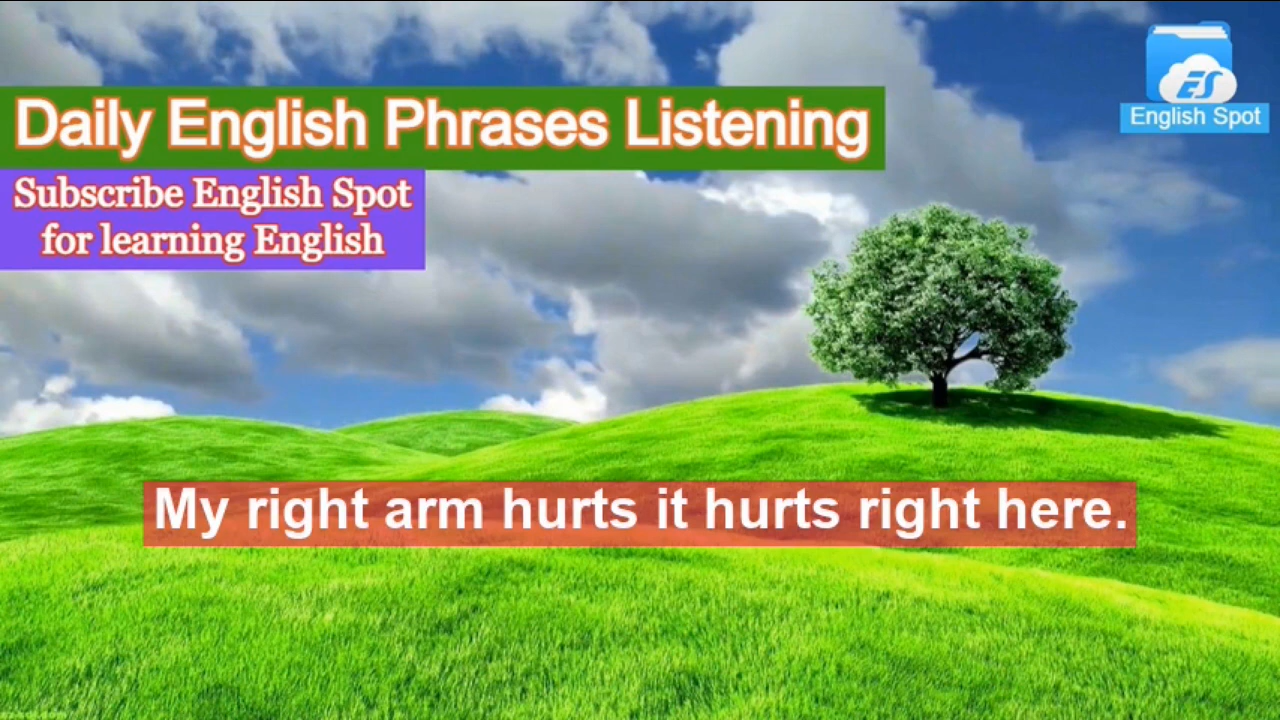 Daily English Phrases Listening
Subscribe English Spot
for learning English
ES
English Spot
My right arm hurts it hurts right here.